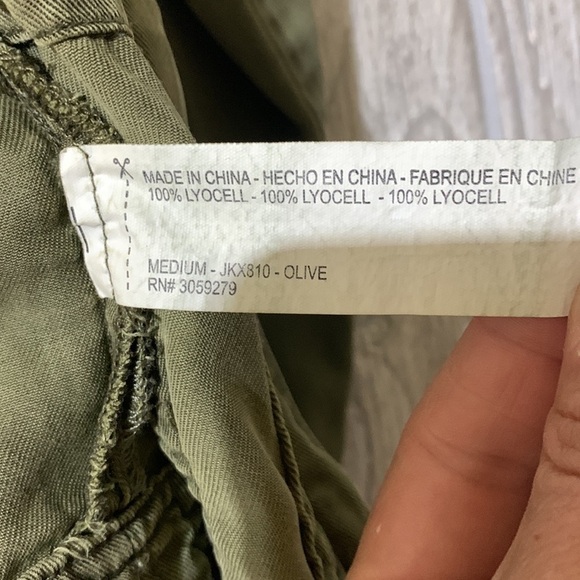 MADE IN CHINA - HECHO EN CHINA - FABRIQUE EN CHINE
100% LYOCELL - 100% LYOCELL - 100% LYOCELL
MEDIUM - JKX810 - OLIVE
RN# 3059279